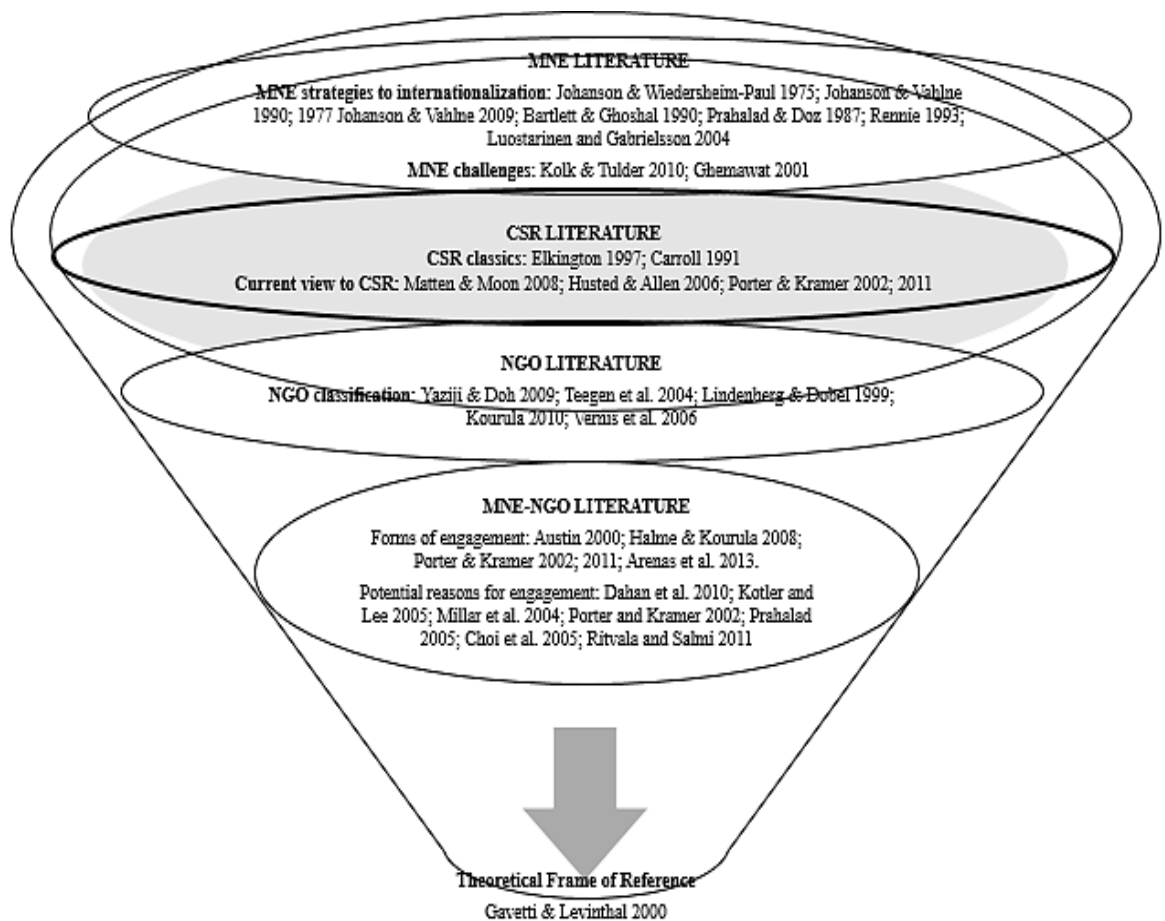 MNE LITERATURE
MNE strategies to internationalization: Johanson & Wiedersheim-Paul 1975; Johanson & Vahlne
1990; 1977 Johanson & Vahlne 2009; Bartlett & Ghoshal 1990; Prahalad & Doz 1987; Rennie 1993;
Luostarinen and Gabrielsson 2004
MNE challenges: Kolk & Tulder 2010; Ghemawat 2001
CSR LITERATURE
CSR classics: Elkington 1997; Carroll 1991
Current view to CSR: Matten & Moon 2008; Husted & Allen 2006; Porter & Kramer 2002; 2011
NGO LITERATURE
NGO classification: Yaziji & Doh 2009; Teegen et al. 2004; Lindenberg & Dobel 1999;
Kourula 2010; Vernis et al. 2006
MNE-NGO LITERATURE
Forms of engagement: Austin 2000; Halme & Kourula 2008;
Porter & Kramer 2002; 2011; Arenas et al. 2013.
Potential reasons for engagement: Dahan et al. 2010; Kotler and
Lee 2005; Millar et al. 2004; Porter and Kramer 2002; Prahalad
2005; Choi et al. 2005; Ritvala and Salmi 2011
Theoretical Frame of Reference
Gavetti & Levinthal 2000